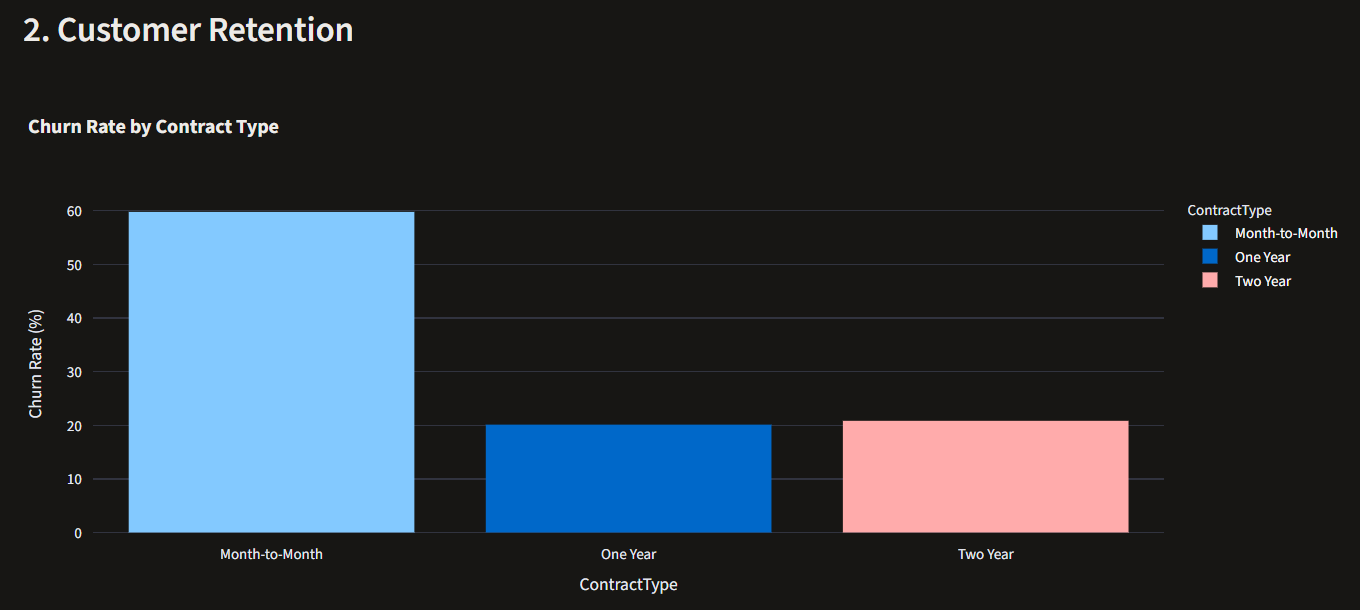 2. Customer Retention
Churn Rate by Contract Type
60
50
40
30
20
10
0
Churn Rate (%)
Month-to-Month
One Year
Two Year
ContractType
ContractType
Month-to-Month
One Year
Two Year